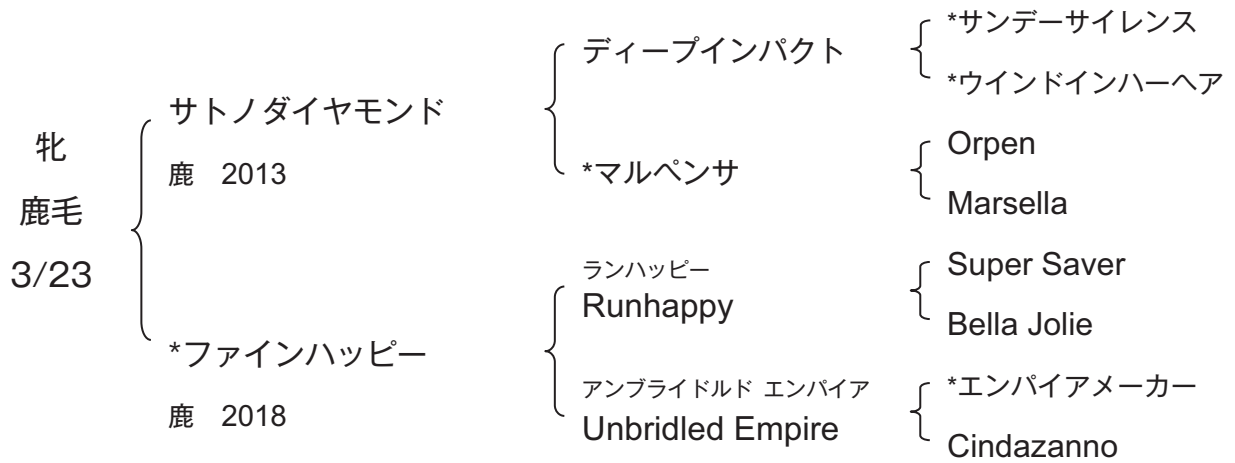 牝
鹿毛
3/23
サトノダイヤモンド
鹿 2013
*ファインハッピー
鹿 2018
ディープインパクト
*マルペンサ
ランハッピー
Runhappy
アンブライドルド エンパイア
Unbridled Empire
*サンデーサイレンス
*ウインドインハーヘア
Orpen
Marsella
Super Saver
Bella Jolie
*エンパイアメーカー
Cindazanno